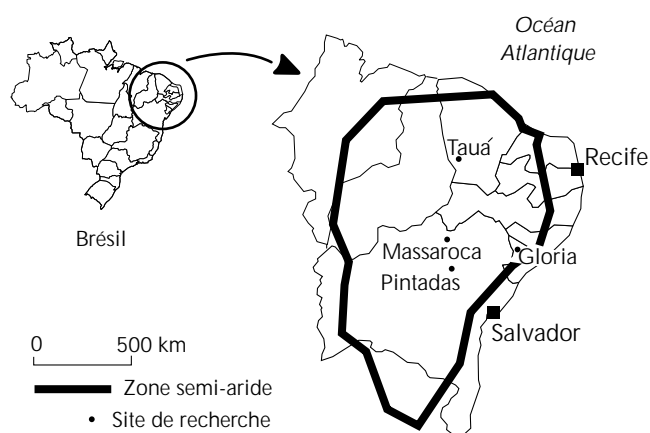 Océan
Atlantique
Tauá
Recife
Brésil
Massaroca
Gloria
Pintadas
Salvador
0 500 km
Zone semi-aride
Site de recherche